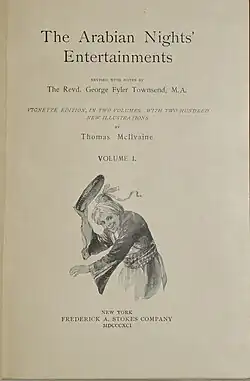 The Arabian Nights'
Entertainments
REVISED WITH NOTES BY
The Revd. George Fyler Townsend, M.A.
VIGNETTE EDITION, IN TWO VOLUMES, WITH TWO HUNDRED
NEW ILLUSTRATIONS
BY
Thomas McIlvaine
VOLUME I.
NEW YORK
FREDERICK A. STOKES COMPANY
MDCCCXCI